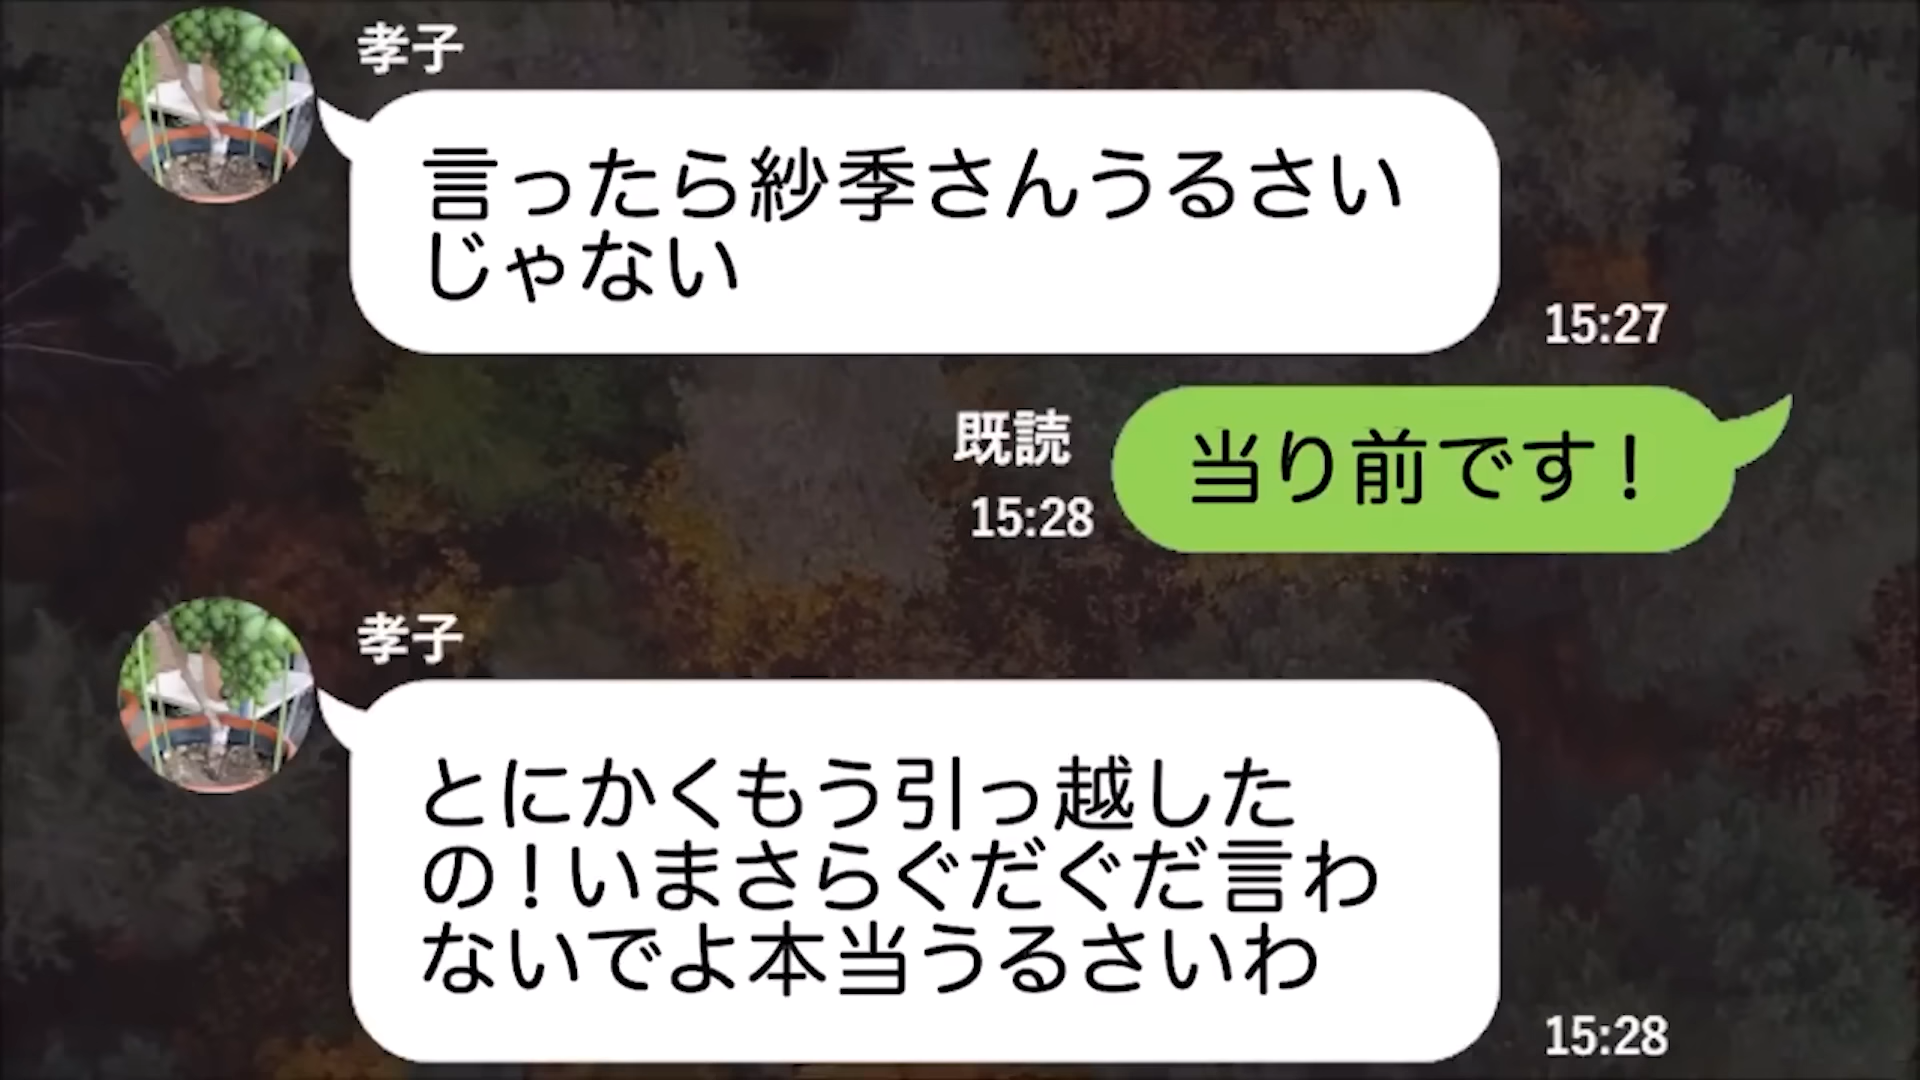 孝子
言ったら紗季さんうるさい
じゃない
15:27
既読
15:28
当り前です！
孝子
とにかくもう引っ越した
の！いまさらぐだぐだ言わ
ないでよ本当うるさいわ
15:28